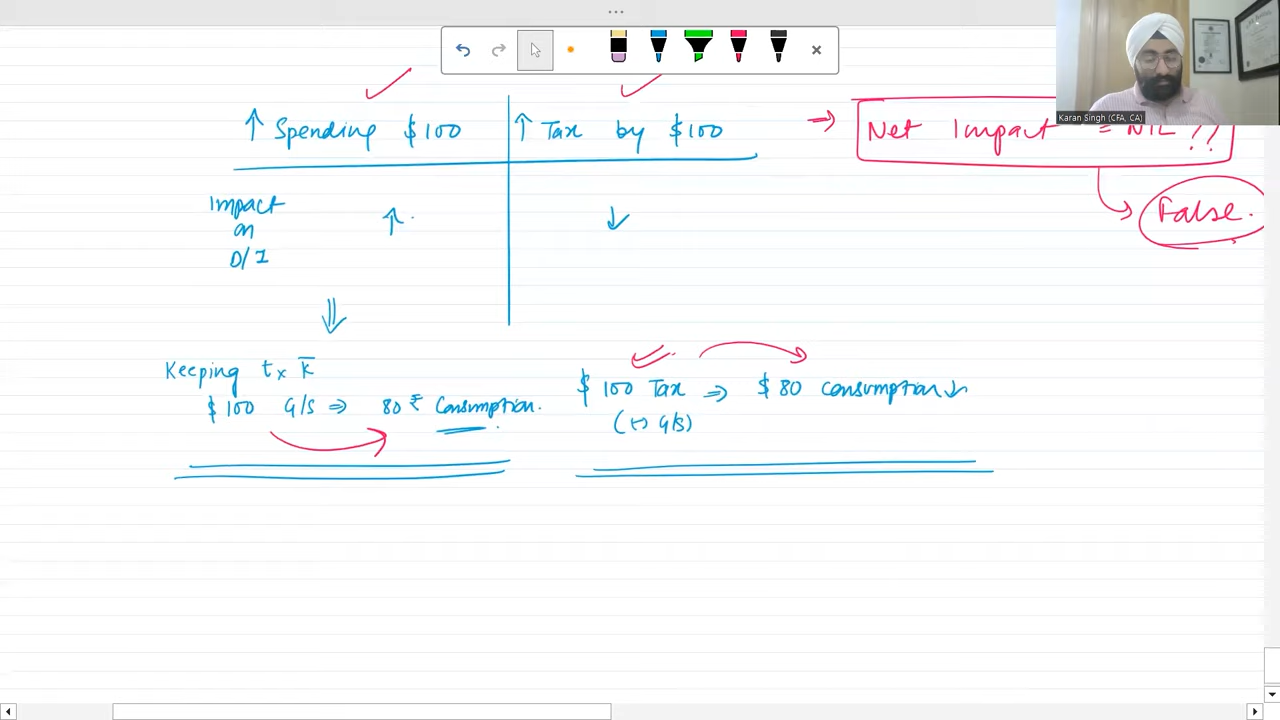 ↑ Spending $100
↑ Tax by $100
→ Net Impact = NIL ??
False.
Impact
on
D/I
↑
↓
Keeping tx k̅
$100 G/S ⇒ 80₹ Consumption.
$100 Tax ⇒ $80 Consumption↓
(↔ G/S)
Karan Singh (CFA, CA)